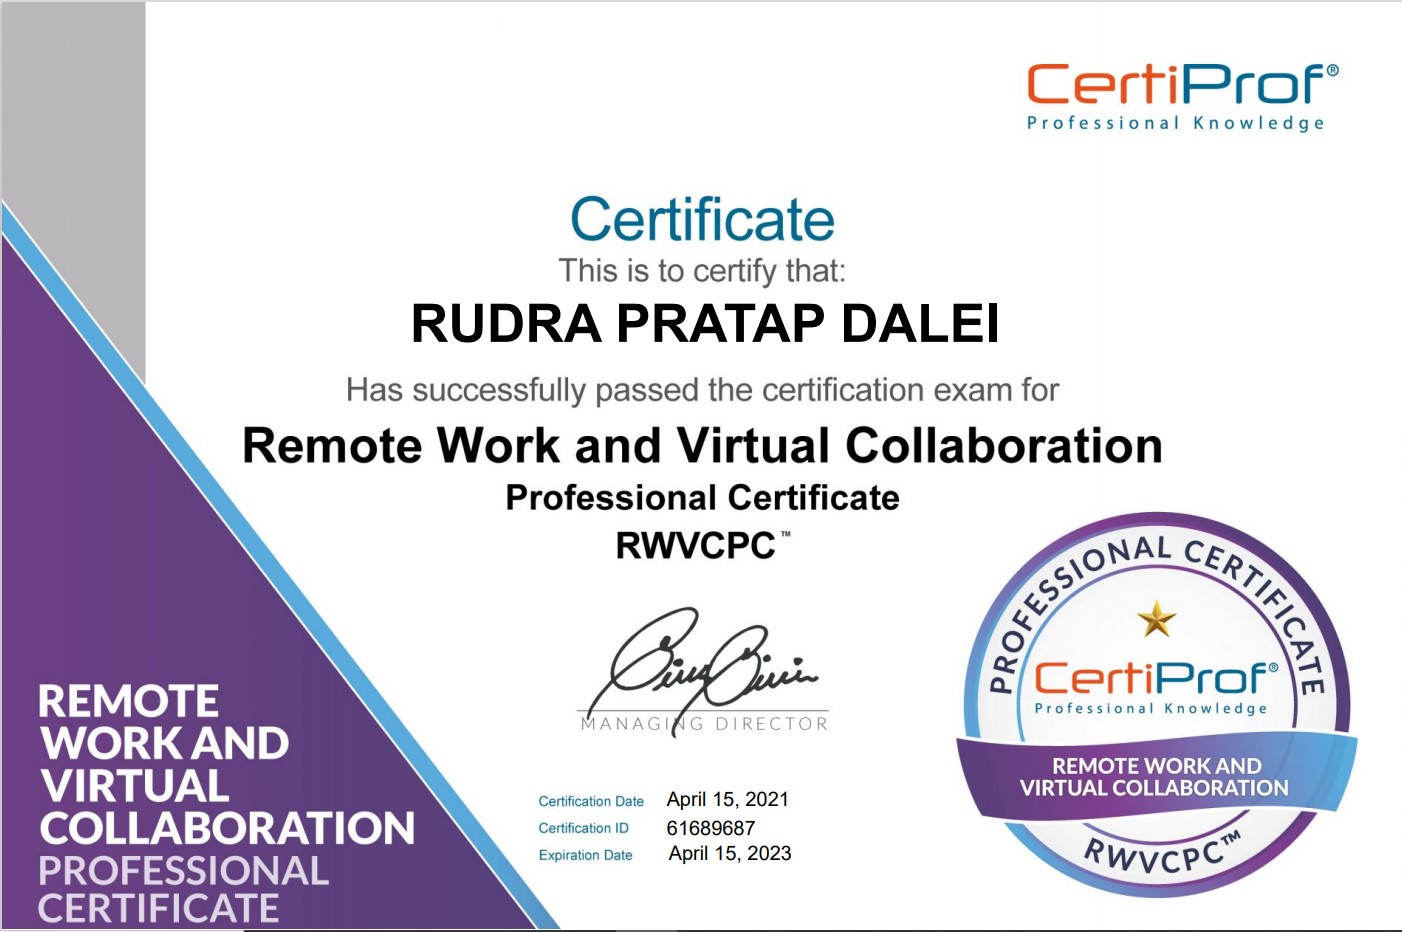 CertiProf®
Professional Knowledge
Certificate
This is to certify that:
RUDRA PRATAP DALEl
Has successfully passed the certification exam for
Remote Work and Virtual Collaboration
Professional Certificate
RWVCPC™
MANAGING DIRECTOR
Certification Date April 15, 2021
Certification ID 61689687
Expiration Date April 15, 2023
REMOTE
WORK AND
VIRTUAL
COLLABORATION
PROFESSIONAL
CERTIFICATE
PROFESSIONAL CERTIFICATE
CertiProf®
Professional Knowledge
REMOTE WORK AND
VIRTUAL COLLABORATION
RWVCPC™